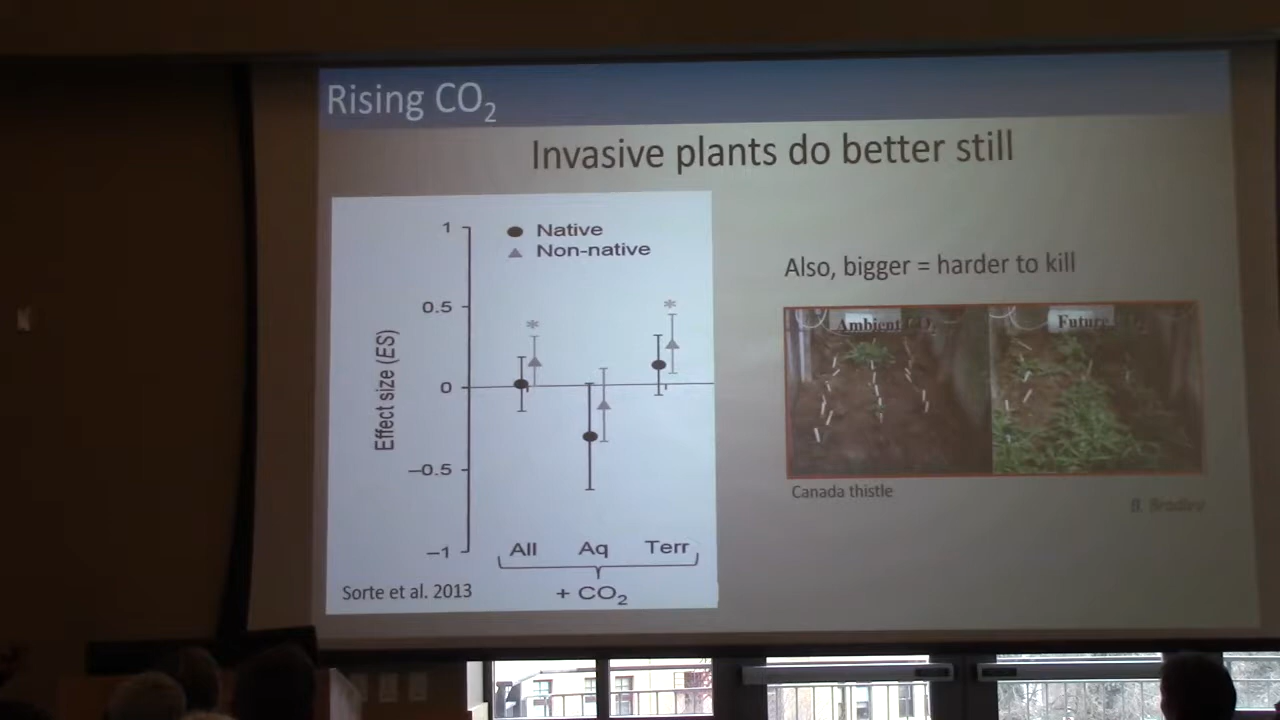 Rising CO₂
Invasive plants do better still
Native
Non-native
1
0.5
0
−0.5
−1
Effect size (ES)
*
*
All Aq Terr
+ CO₂
Sorte et al. 2013
Also, bigger = harder to kill
Ambient CO₂
Future
Canada thistle
B. Bradley